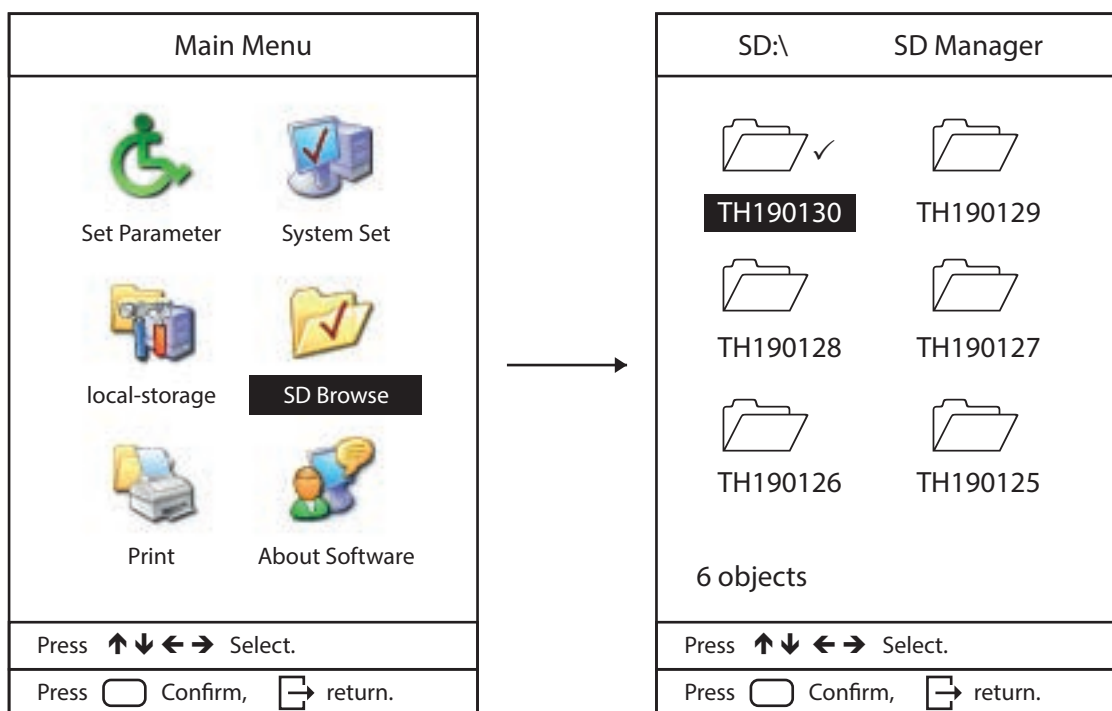 Main Menu
Set Parameter System Set
local-storage SD Browse
Print About Software
Press ↑ ↓ ← → Select.
Press Confirm, return.
SD:\ SD Manager
TH190130 TH190129
TH190128 TH190127
TH190126 TH190125
6 objects
Press ↑ ↓ ← → Select.
Press Confirm, return.